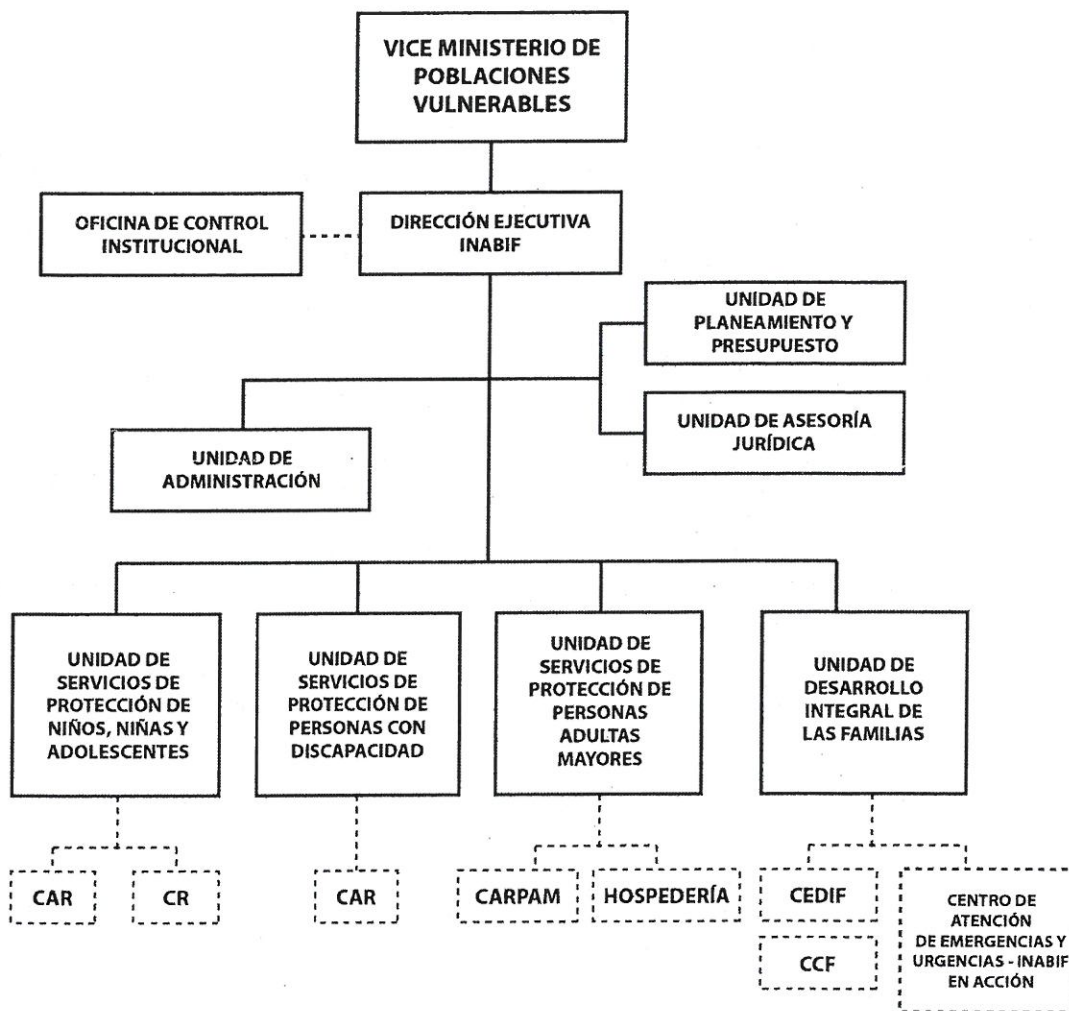 VICE MINISTERIO DE
POBLACIONES
VULNERABLES
OFICINA DE CONTROL
INSTITUCIONAL
DIRECCIÓN EJECUTIVA
INABIF
UNIDAD DE
PLANEAMIENTO Y
PRESUPUESTO
UNIDAD DE ASESORÍA
JURÍDICA
UNIDAD DE
ADMINISTRACIÓN
UNIDAD DE
SERVICIOS DE
PROTECCIÓN DE
NIÑOS, NIÑAS Y
ADOLESCENTES
UNIDAD DE
SERVICIOS DE
PROTECCIÓN DE
PERSONAS CON
DISCAPACIDAD
UNIDAD DE
SERVICIOS DE
PROTECCIÓN DE
PERSONAS
ADULTAS
MAYORES
UNIDAD DE
DESARROLLO
INTEGRAL DE
LAS FAMILIAS
CAR
CR
CAR
CARPAM
HOSPEDERÍA
CEDIF
CCF
CENTRO DE
ATENCIÓN
DE EMERGENCIAS Y
URGENCIAS - INABIF
EN ACCIÓN